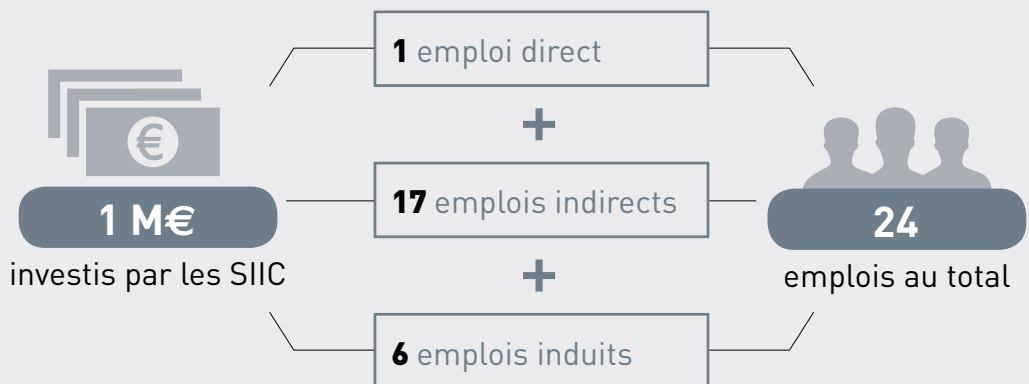 1 emploi direct
+
€
17 emplois indirects
1 M€
24
investis par les SIIC
+
emplois au total
6 emplois induits